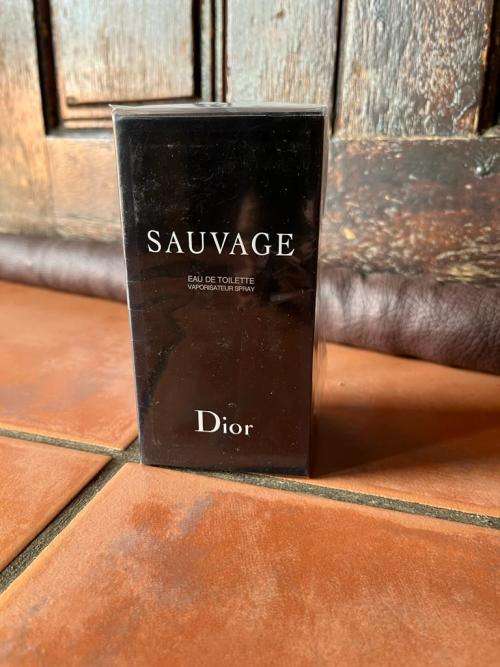 SAUVAGE
EAU DE TOILETTE
VAPORISATEUR SPRAY
Dior